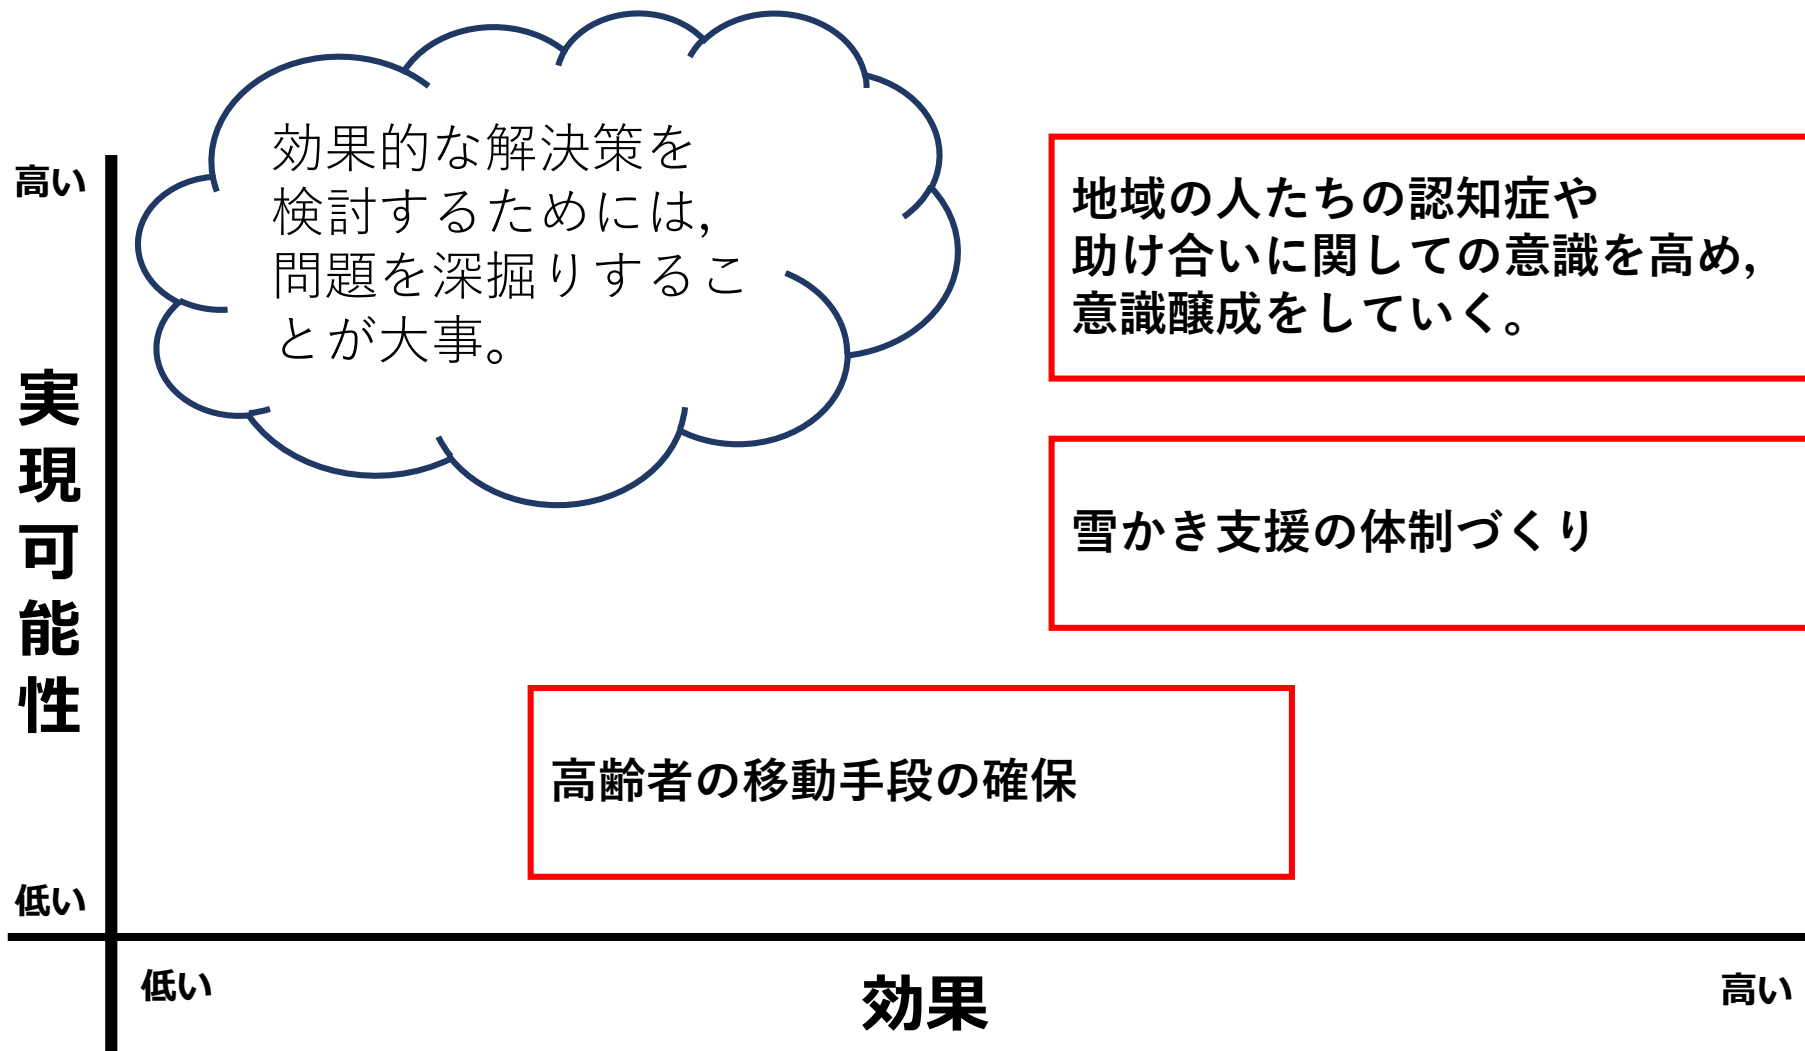 効果的な解決策を
検討するためには,
問題を深掘りするこ
とが大事。
高い
地域の人たちの認知症や
助け合いに関しての意識を高め,
意識醸成をしていく。
実現可能性
雪かき支援の体制づくり
高齢者の移動手段の確保
低い
低い
効果
高い